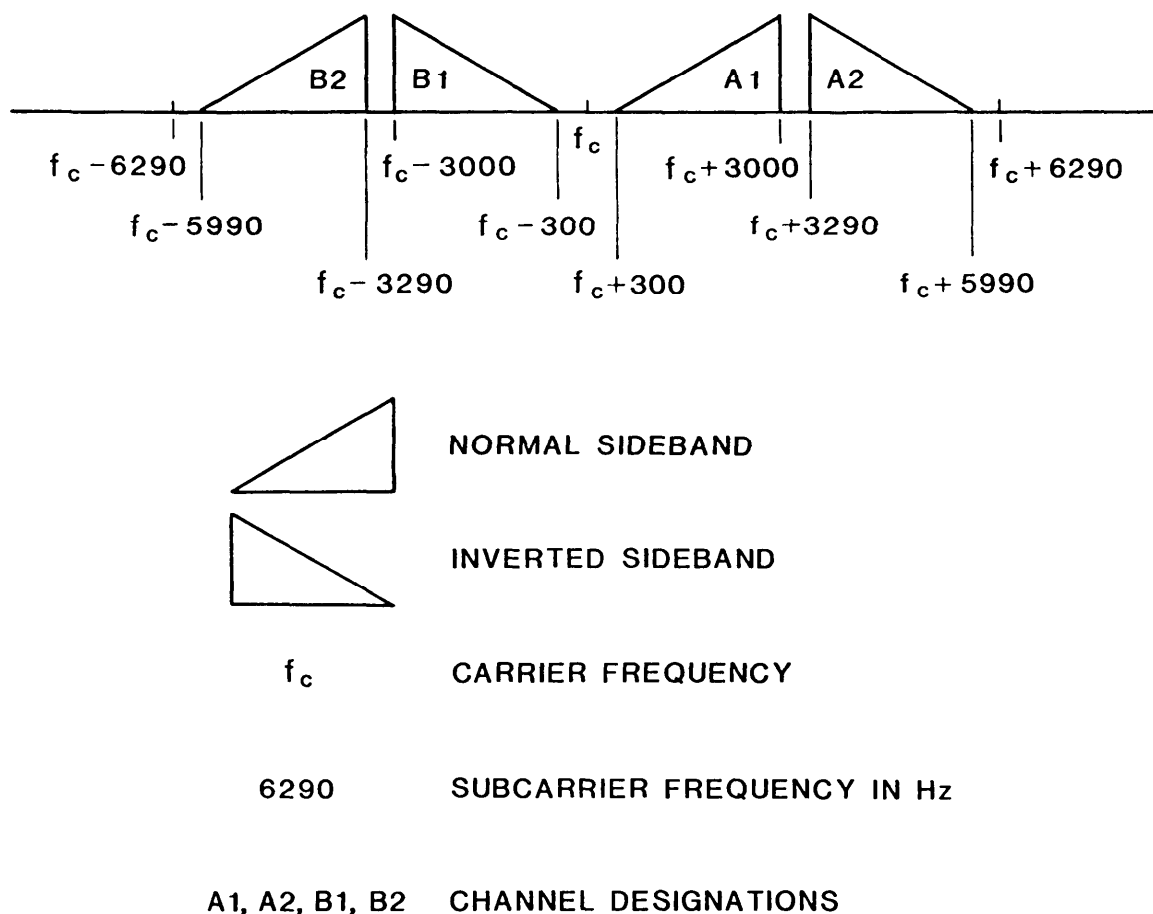 B2 B1 A1 A2
f c
f c − 6290 f c − 3000 f c + 3000 f c + 6290
f c − 5990 f c − 300 f c + 3290
f c − 3290 f c + 300 f c + 5990
NORMAL SIDEBAND
INVERTED SIDEBAND
f c CARRIER FREQUENCY
6290 SUBCARRIER FREQUENCY IN Hz
A1, A2, B1, B2 CHANNEL DESIGNATIONS